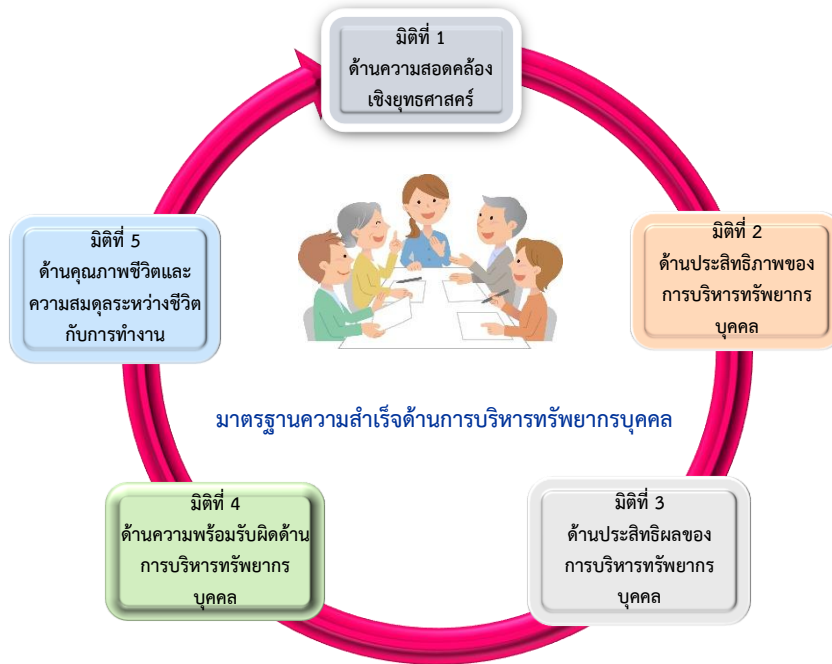 มิติที่ 1
ด้านความสอดคล้อง
เชิงยุทธศาสคร์
มิติที่ 2
ด้านประสิทธิภาพของ
การบริหารทรัพยากร
บุคคล
มิติที่ 5
ด้านคุณภาพชีวิตและ
ความสมดุลระหว่างชีวิต
กับการทำงาน
มาตรฐานความสำเร็จด้านการบริหารทรัพยากรบุคคล
มิติที่ 4
ด้านความพร้อมรับผิดด้าน
การบริหารทรัพยากร
บุคคล
มิติที่ 3
ด้านประสิทธิผลของ
การบริหารทรัพยากร
บุคคล